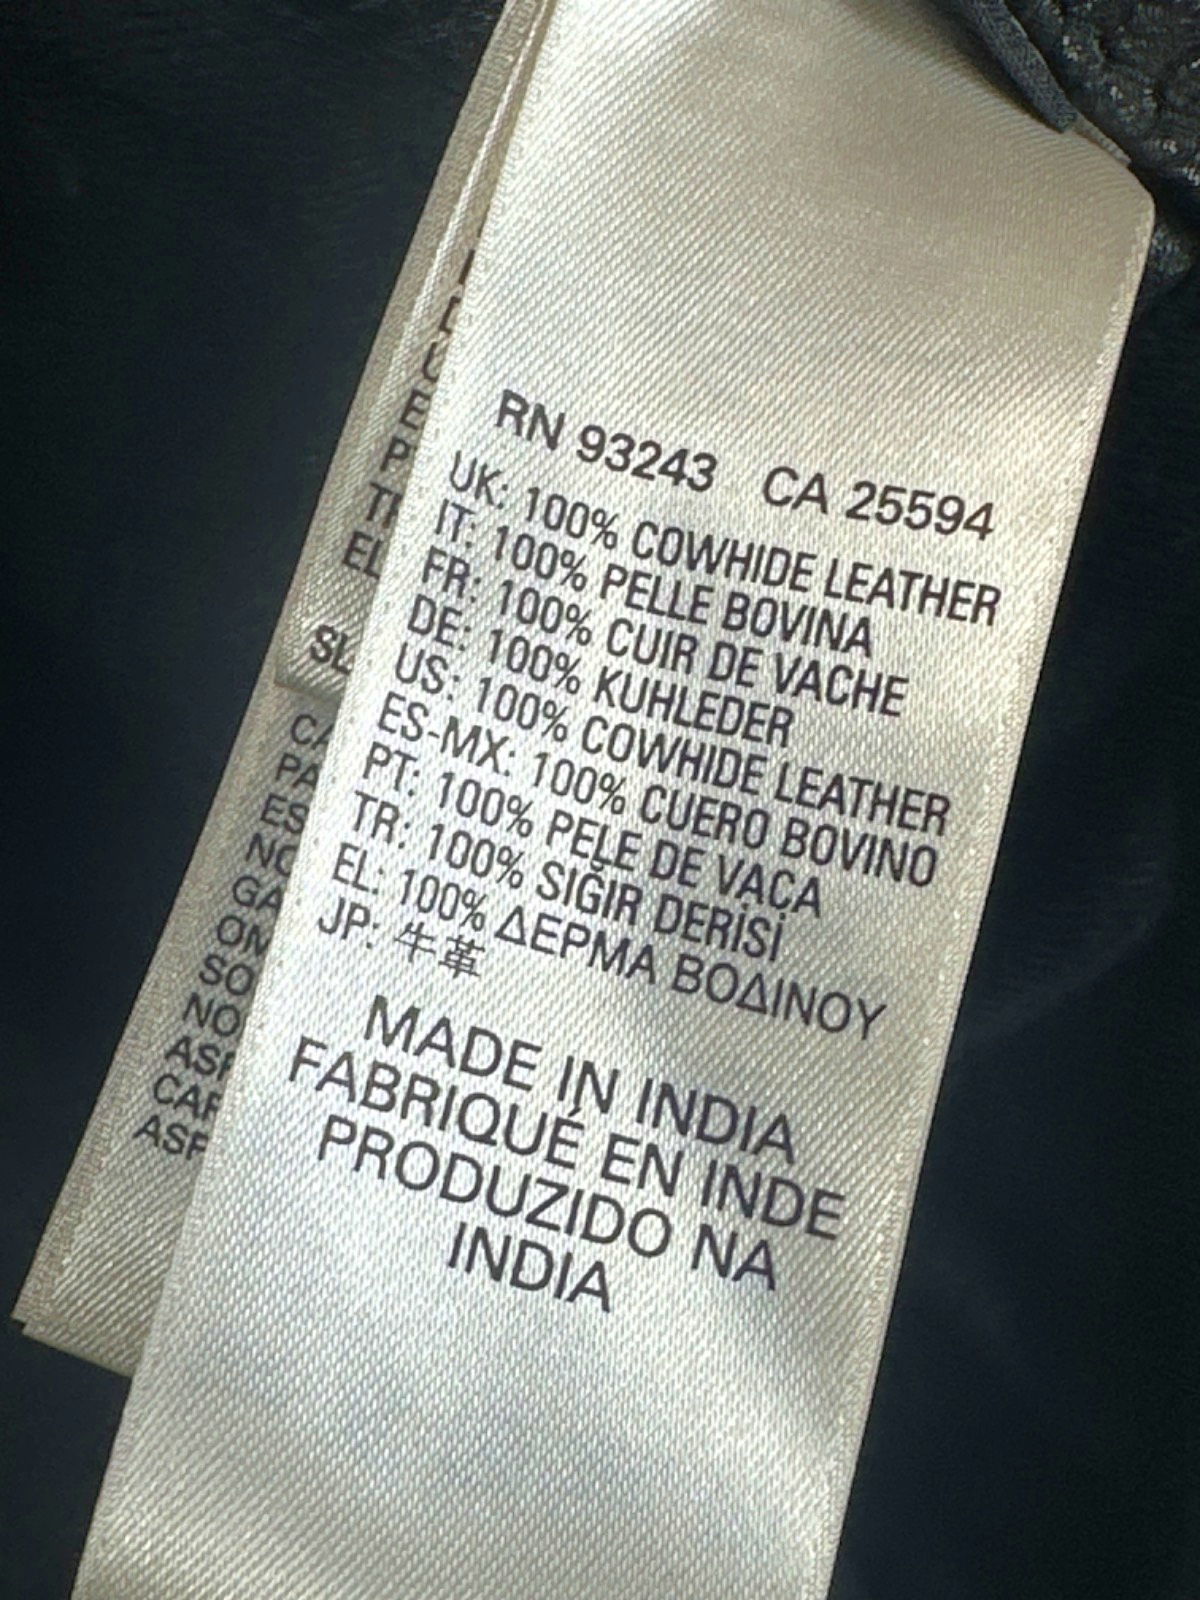 RN 93243 CA 25594
UK: 100% COWHIDE LEATHER
IT: 100% PELLE BOVINA
FR: 100% CUIR DE VACHE
DE: 100% KUHLEDER
US: 100% COWHIDE LEATHER
ES-MX: 100% CUERO BOVINO
PT: 100% PELE DE VACA
TR: 100% SIĞIR DERİSİ
EL: 100% ΔΕΡΜΑ ΒΟΔΙΝΟΥ
JP: 牛革
MADE IN INDIA
FABRIQUÉ EN INDE
PRODUZIDO NA
INDIA